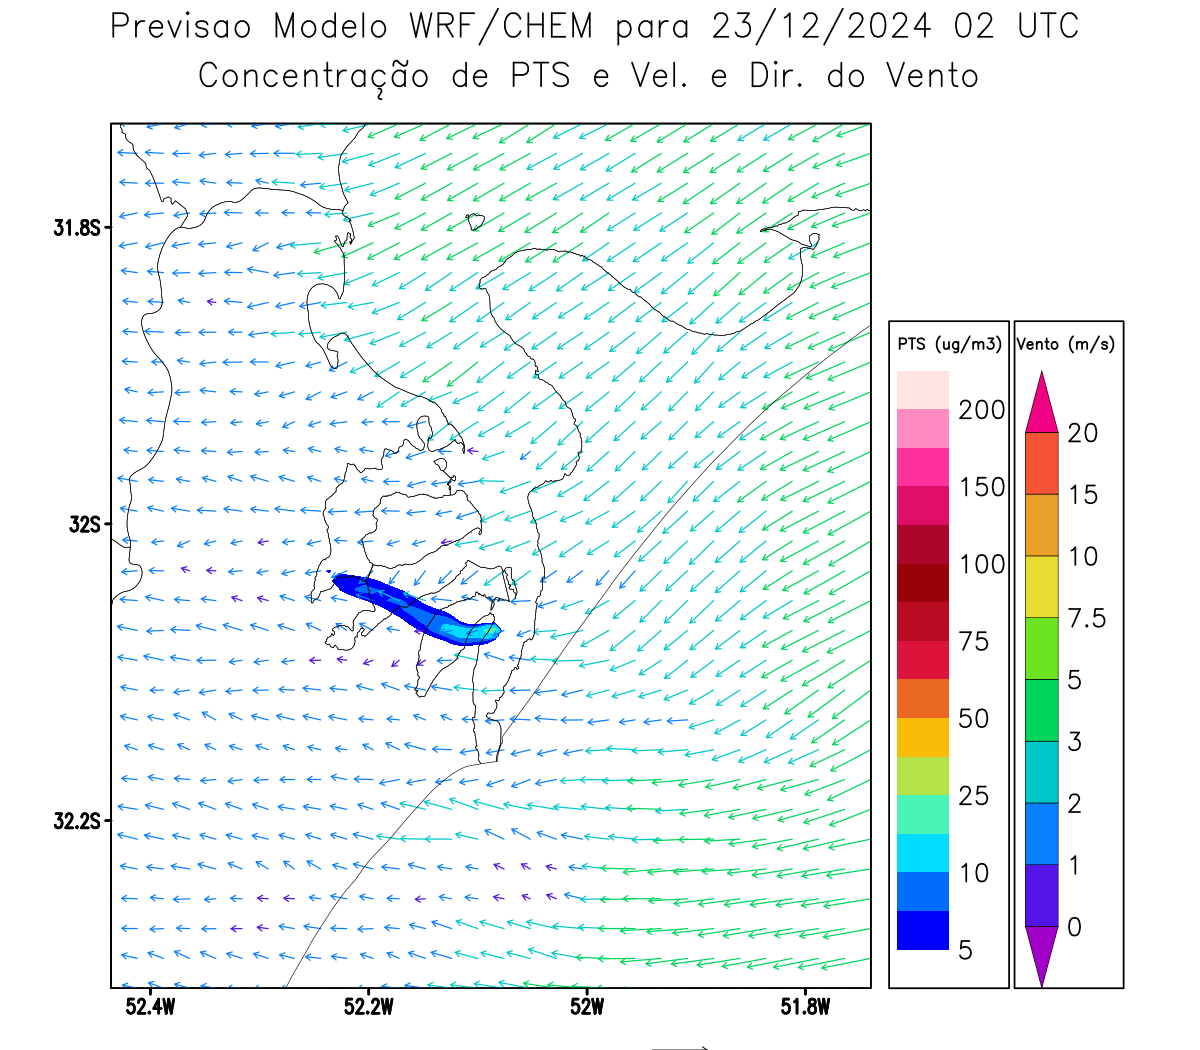 Previsao Modelo WRF/CHEM para 23/12/2024 02 UTC
Concentração de PTS e Vel. e Dir. do Vento
31.8S
32S
32.2S
52.4W 52.2W 52W 51.8W
PTS (ug/m3)
200
150
100
75
50
25
10
5
Vento (m/s)
20
15
10
7.5
5
3
2
1
0